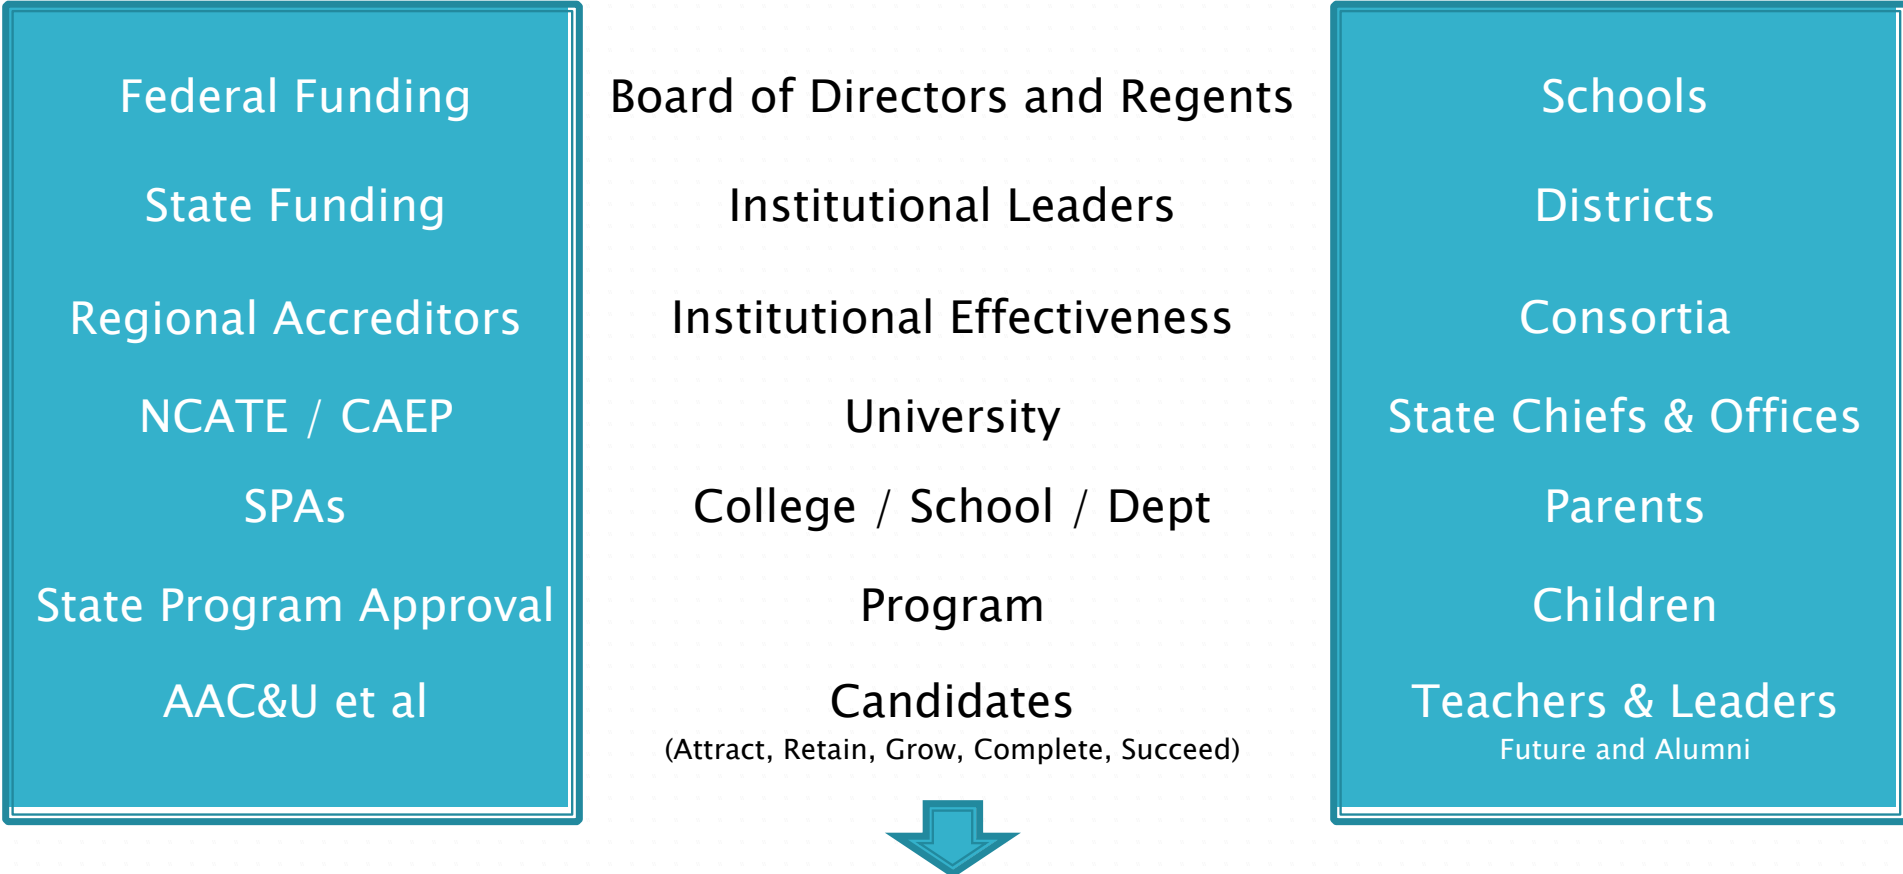 Federal Funding
State Funding
Regional Accreditors
NCATE / CAEP
SPAs
State Program Approval
AAC&U et al
Board of Directors and Regents
Institutional Leaders
Institutional Effectiveness
University
College / School / Dept
Program
Candidates
(Attract, Retain, Grow, Complete, Succeed)
Schools
Districts
Consortia
State Chiefs & Offices
Parents
Children
Teachers & Leaders
Future and Alumni